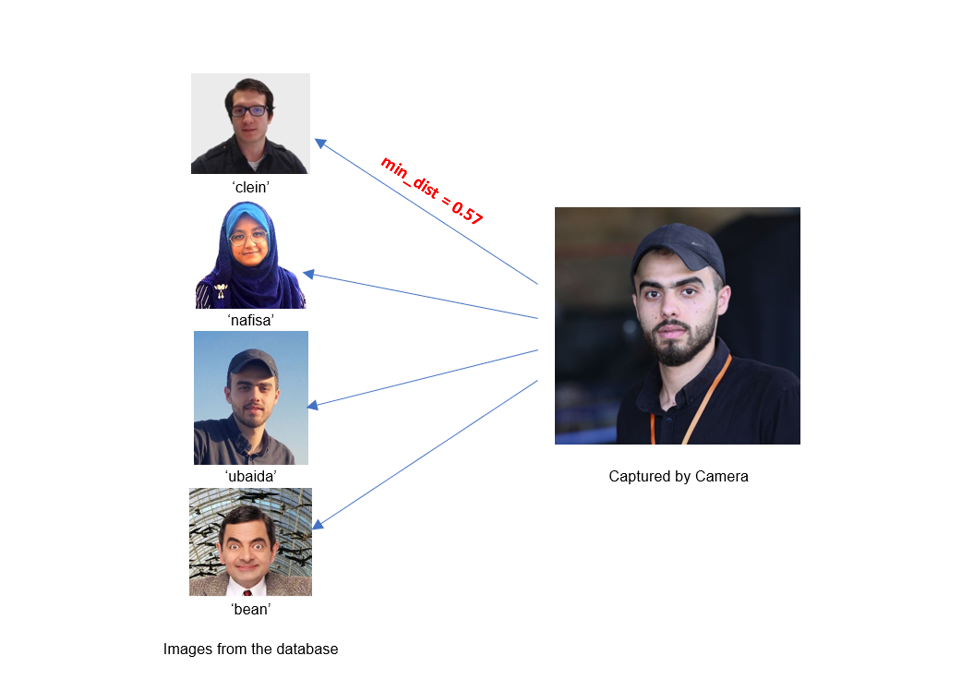 ‘clein’
min_dist = 0.57
‘nafisa’
‘ubaida’
Captured by Camera
‘bean’
Images from the database